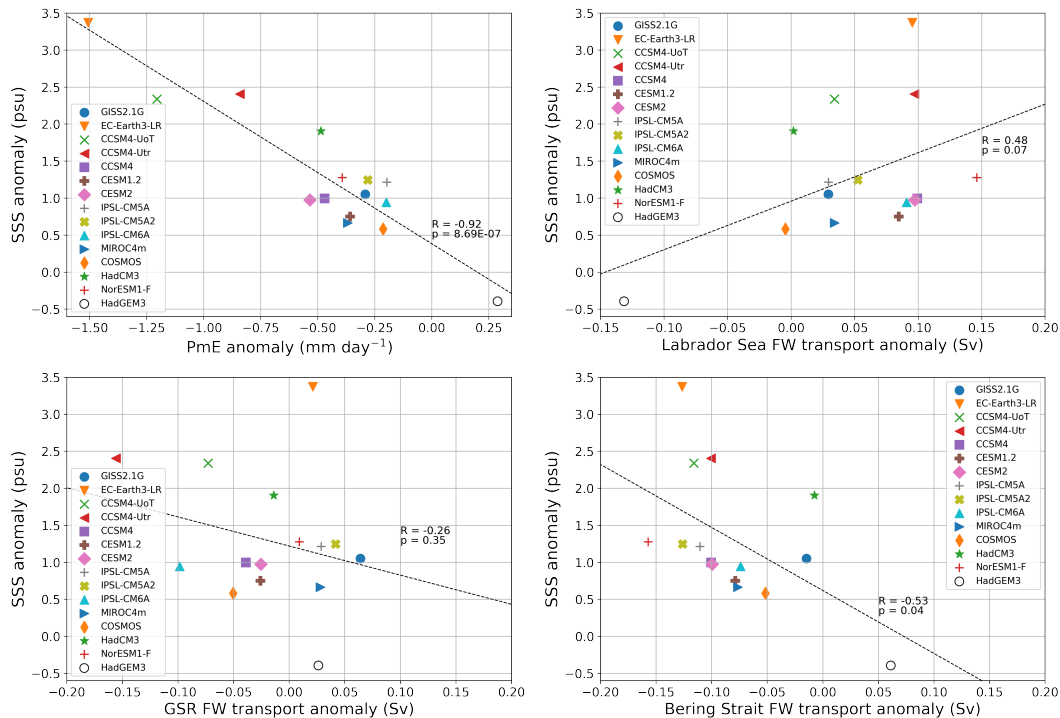 SSS anomaly (psu)
3.5
3.0
2.5
2.0
1.5
1.0
0.5
0.0
−0.5
GISS2.1G
EC-Earth3-LR
CCSM4-UoT
CCSM4-Utr
CCSM4
CESM1.2
CESM2
IPSL-CM5A
IPSL-CM5A2
IPSL-CM6A
MIROC4m
COSMOS
HadCM3
NorESM1-F
HadGEM3
R = -0.92
p = 8.69E-07
−1.50 −1.25 −1.00 −0.75 −0.50 −0.25 0.00 0.25
PmE anomaly (mm day⁻¹)
SSS anomaly (psu)
3.5
3.0
2.5
2.0
1.5
1.0
0.5
0.0
−0.5
GISS2.1G
EC-Earth3-LR
CCSM4-UoT
CCSM4-Utr
CCSM4
CESM1.2
CESM2
IPSL-CM5A
IPSL-CM5A2
IPSL-CM6A
MIROC4m
COSMOS
HadCM3
NorESM1-F
HadGEM3
R = 0.48
p = 0.07
−0.15 −0.10 −0.05 0.00 0.05 0.10 0.15 0.20
Labrador Sea FW transport anomaly (Sv)
SSS anomaly (psu)
3.5
3.0
2.5
2.0
1.5
1.0
0.5
0.0
−0.5
GISS2.1G
EC-Earth3-LR
CCSM4-UoT
CCSM4-Utr
CCSM4
CESM1.2
CESM2
IPSL-CM5A
IPSL-CM5A2
IPSL-CM6A
MIROC4m
COSMOS
HadCM3
NorESM1-F
HadGEM3
R = -0.26
p = 0.35
−0.20 −0.15 −0.10 −0.05 0.00 0.05 0.10 0.15 0.20
GSR FW transport anomaly (Sv)
SSS anomaly (psu)
3.5
3.0
2.5
2.0
1.5
1.0
0.5
0.0
−0.5
GISS2.1G
EC-Earth3-LR
CCSM4-UoT
CCSM4-Utr
CCSM4
CESM1.2
CESM2
IPSL-CM5A
IPSL-CM5A2
IPSL-CM6A
MIROC4m
COSMOS
HadCM3
NorESM1-F
HadGEM3
R = -0.53
p = 0.04
−0.20 −0.15 −0.10 −0.05 0.00 0.05 0.10 0.15 0.20
Bering Strait FW transport anomaly (Sv)